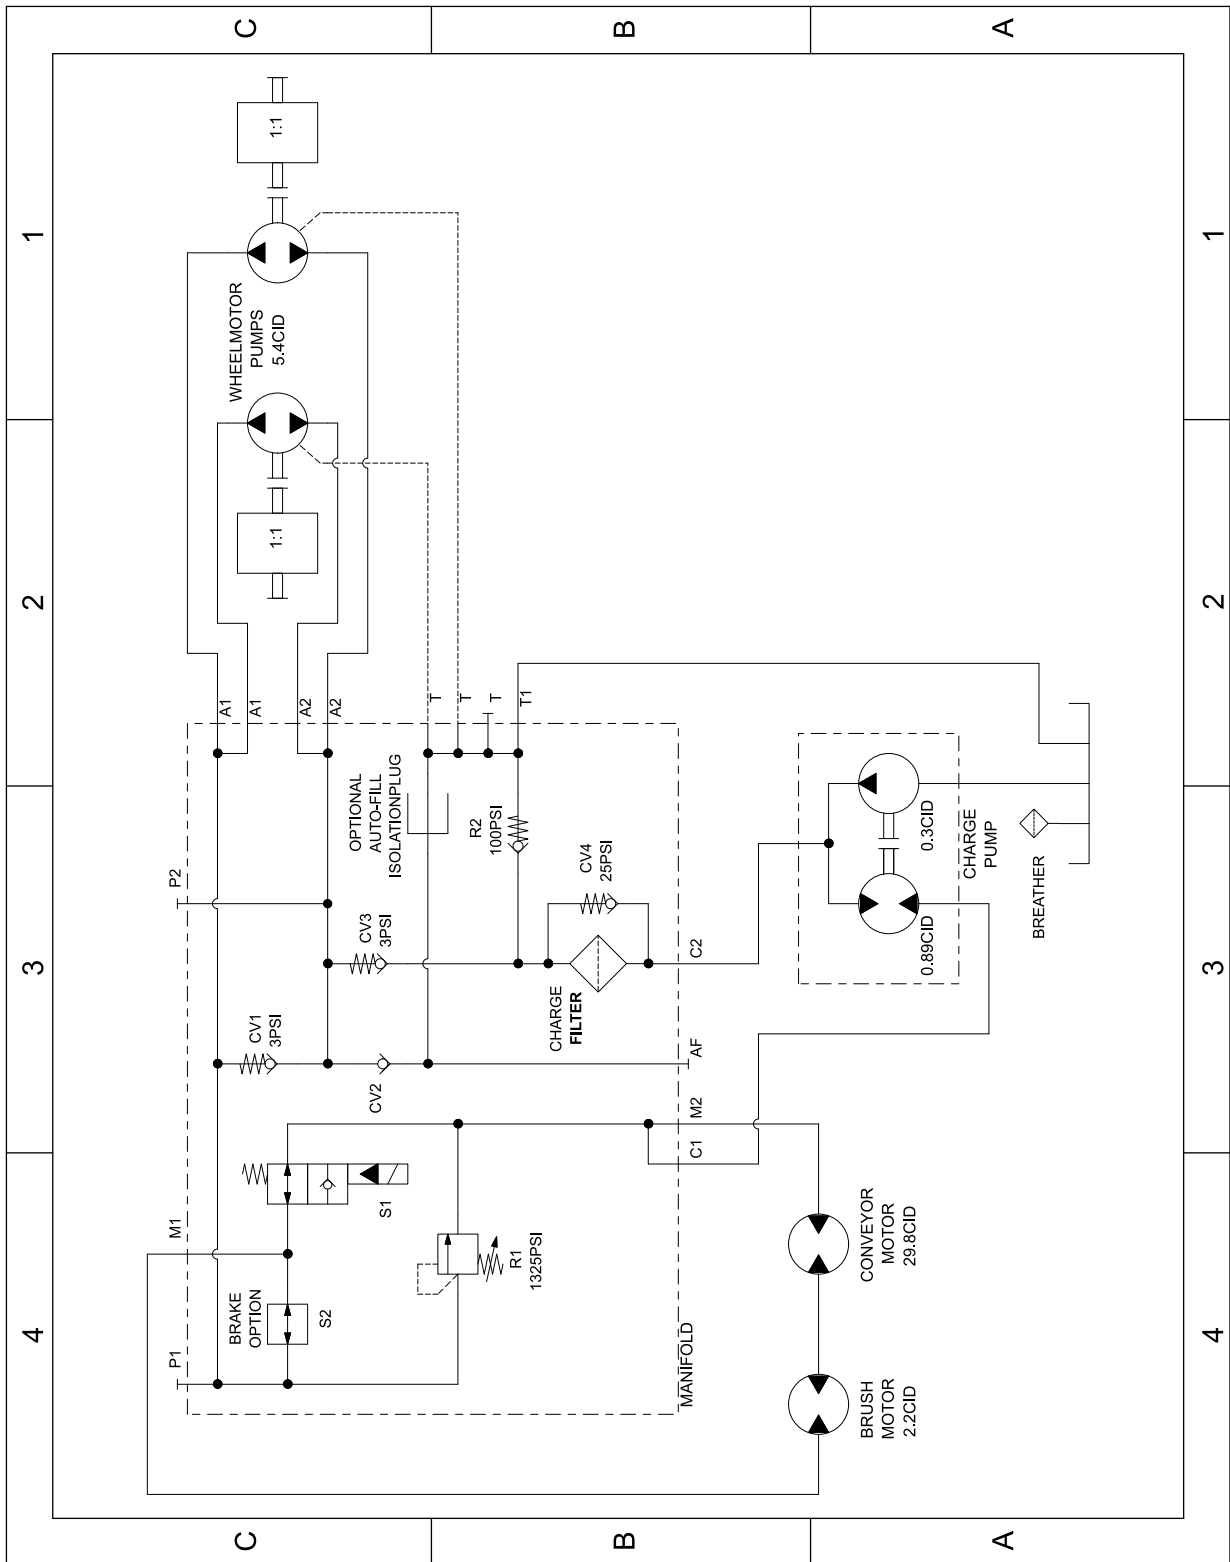 C
B
A
1
2
3
4
1
2
3
4
C
B
A
1:1
WHEELMOTOR
PUMPS
5.4CID
1:1
A1
A1
A2
A2
T
T
T
T1
P2
OPTIONAL
AUTO-FILL
ISOLATIONPLUG
R2
100PSI
CV4
25PSI
CV3
3PSI
CV1
3PSI
CV2
CHARGE
FILTER
C2
AF
M2
C1
M1
S1
BRAKE
OPTION
S2
P1
R1
1325PSI
MANIFOLD
0.3CID
0.89CID
CHARGE
PUMP
BREATHER
CONVEYOR
MOTOR
29.8CID
BRUSH
MOTOR
2.2CID